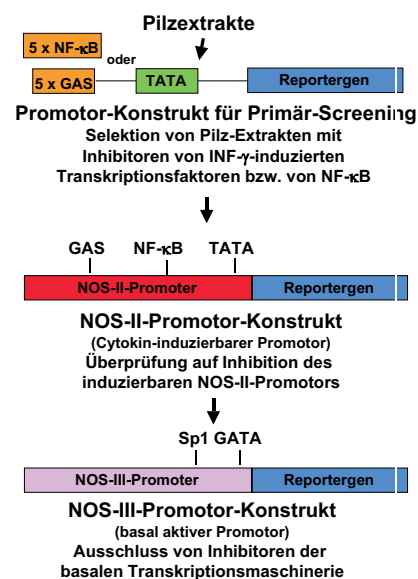 Pilzextrakte
5 x NF-κB
oder
5 x GAS
TATA
Reportergen
Promotor-Konstrukt für Primär-Screening
Selektion von Pilz-Extrakten mit
Inhibitoren von INF-γ-induzierten
Transkriptionsfaktoren bzw. von NF-κB
GAS NF-κB TATA
NOS-II-Promoter Reportergen
NOS-II-Promotor-Konstrukt
(Cytokin-induzierbarer Promotor)
Überprüfung auf Inhibition des
induzierbaren NOS-II-Promotors
Sp1 GATA
NOS-III-Promoter Reportergen
NOS-III-Promotor-Konstrukt
(basal aktiver Promotor)
Ausschluss von Inhibitoren der
basalen Transkriptionsmaschinerie